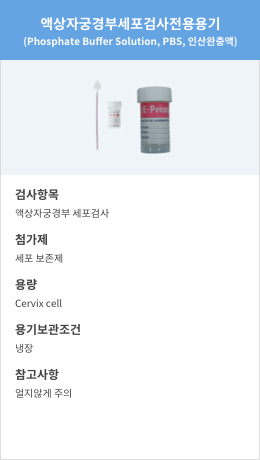 액상자궁경부세포검사전용용기
(Phosphate Buffer Solution, PBS, 인산완충액)
E-Prep
검사항목
액상자궁경부 세포검사
첨가제
세포 보존제
용량
Cervix cell
용기보관조건
냉장
참고사항
얼지않게 주의